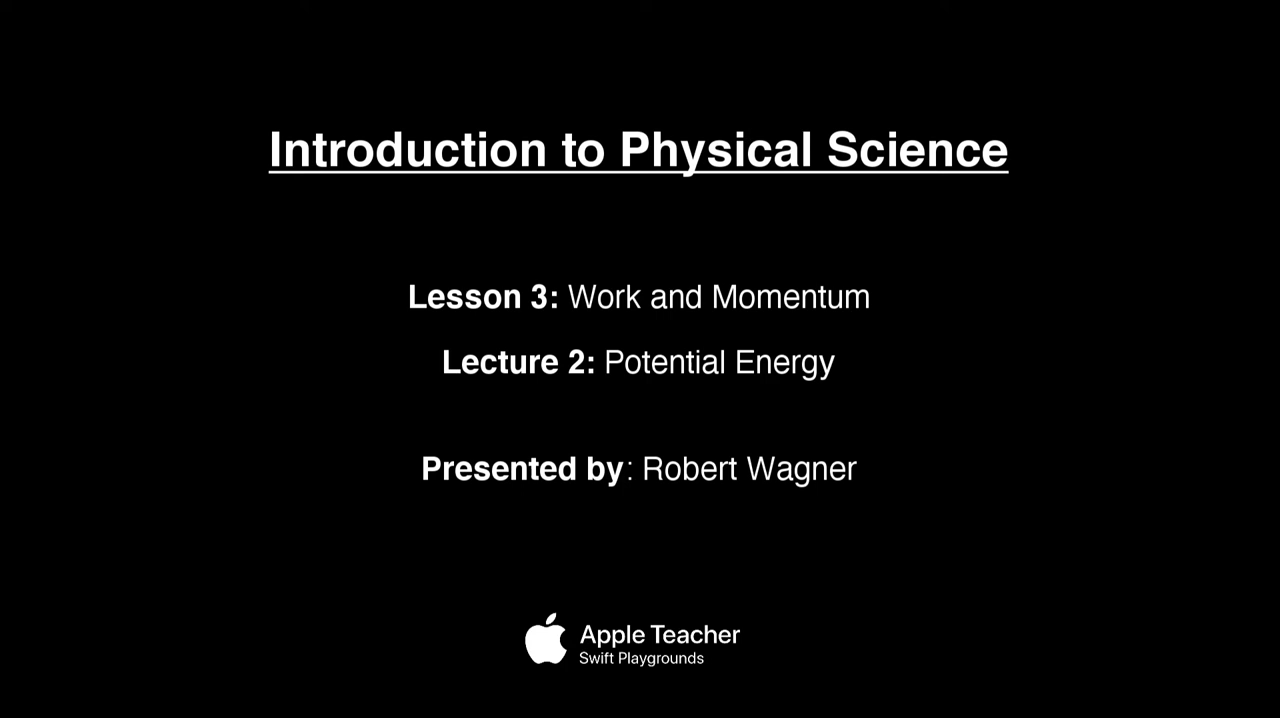 Introduction to Physical Science
Lesson 3: Work and Momentum
Lecture 2: Potential Energy
Presented by: Robert Wagner
Apple Teacher
Swift Playgrounds